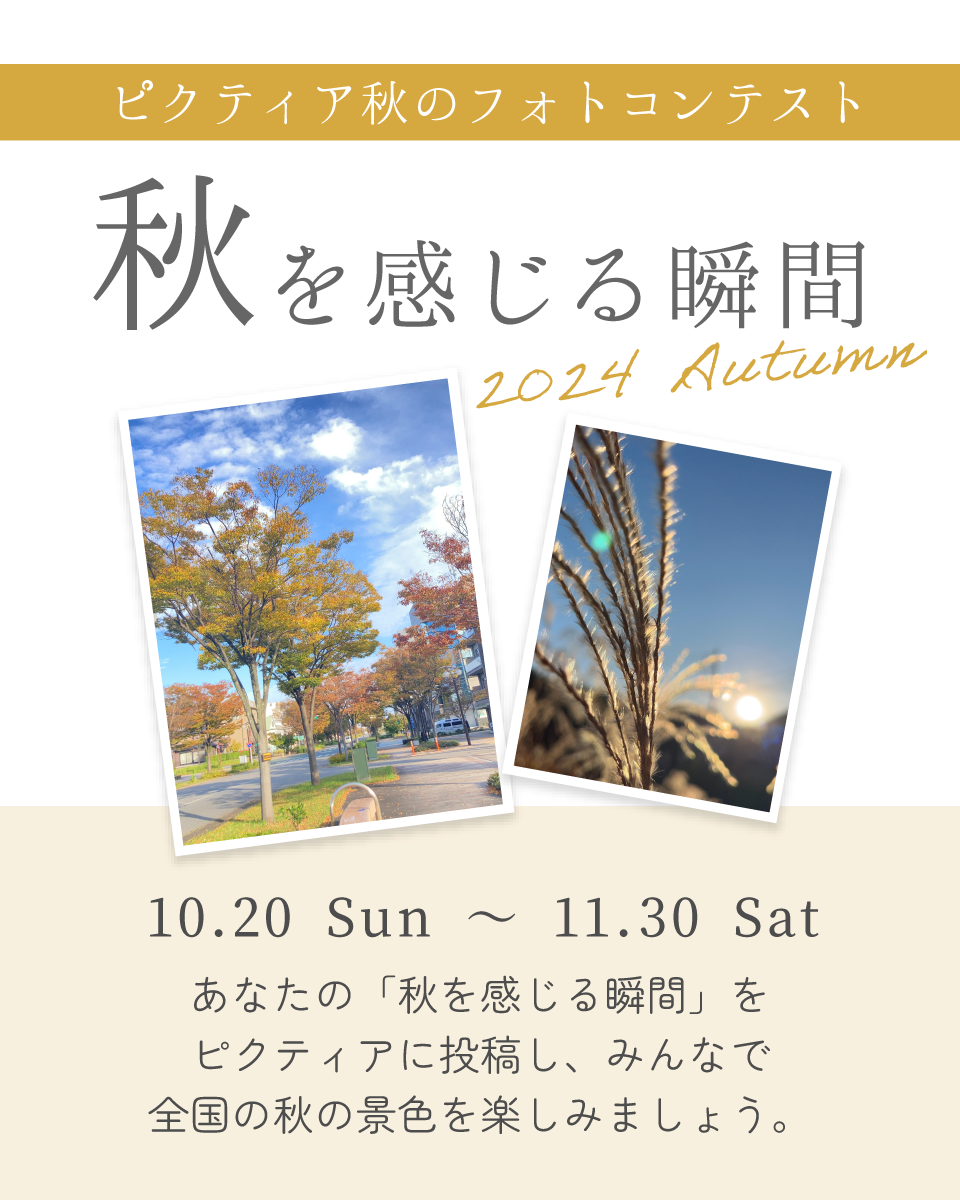 ピクティア秋のフォトコンテスト
秋を感じる瞬間
2024 Autumn
10.20 Sun ～ 11.30 Sat
あなたの「秋を感じる瞬間」を
ピクティアに投稿し、みんなで
全国の秋の景色を楽しみましょう。